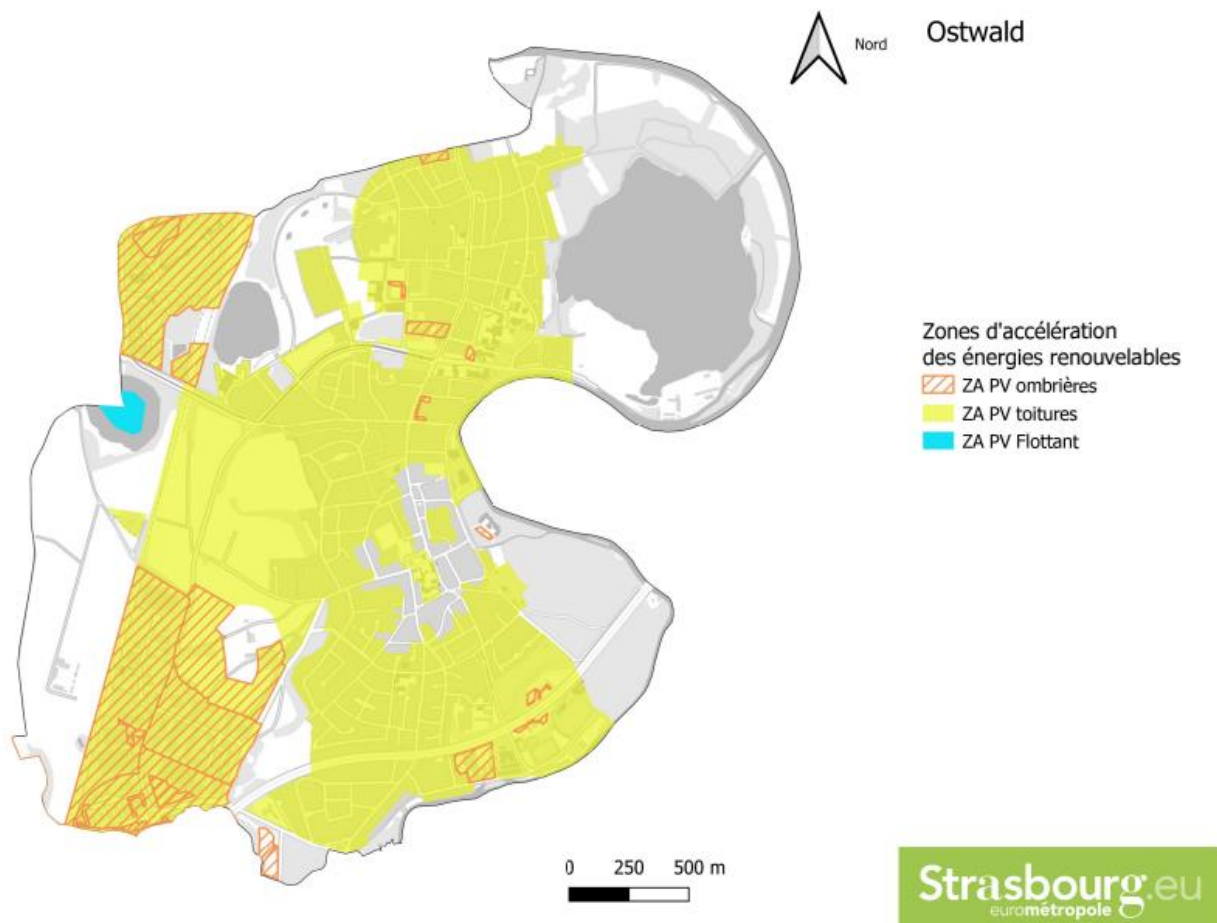 Nord
Ostwald
Zones d'accélération
des énergies renouvelables
ZA PV ombrières
ZA PV toitures
ZA PV Flottant
0 250 500 m
Strasbourg.eu
eurométropole